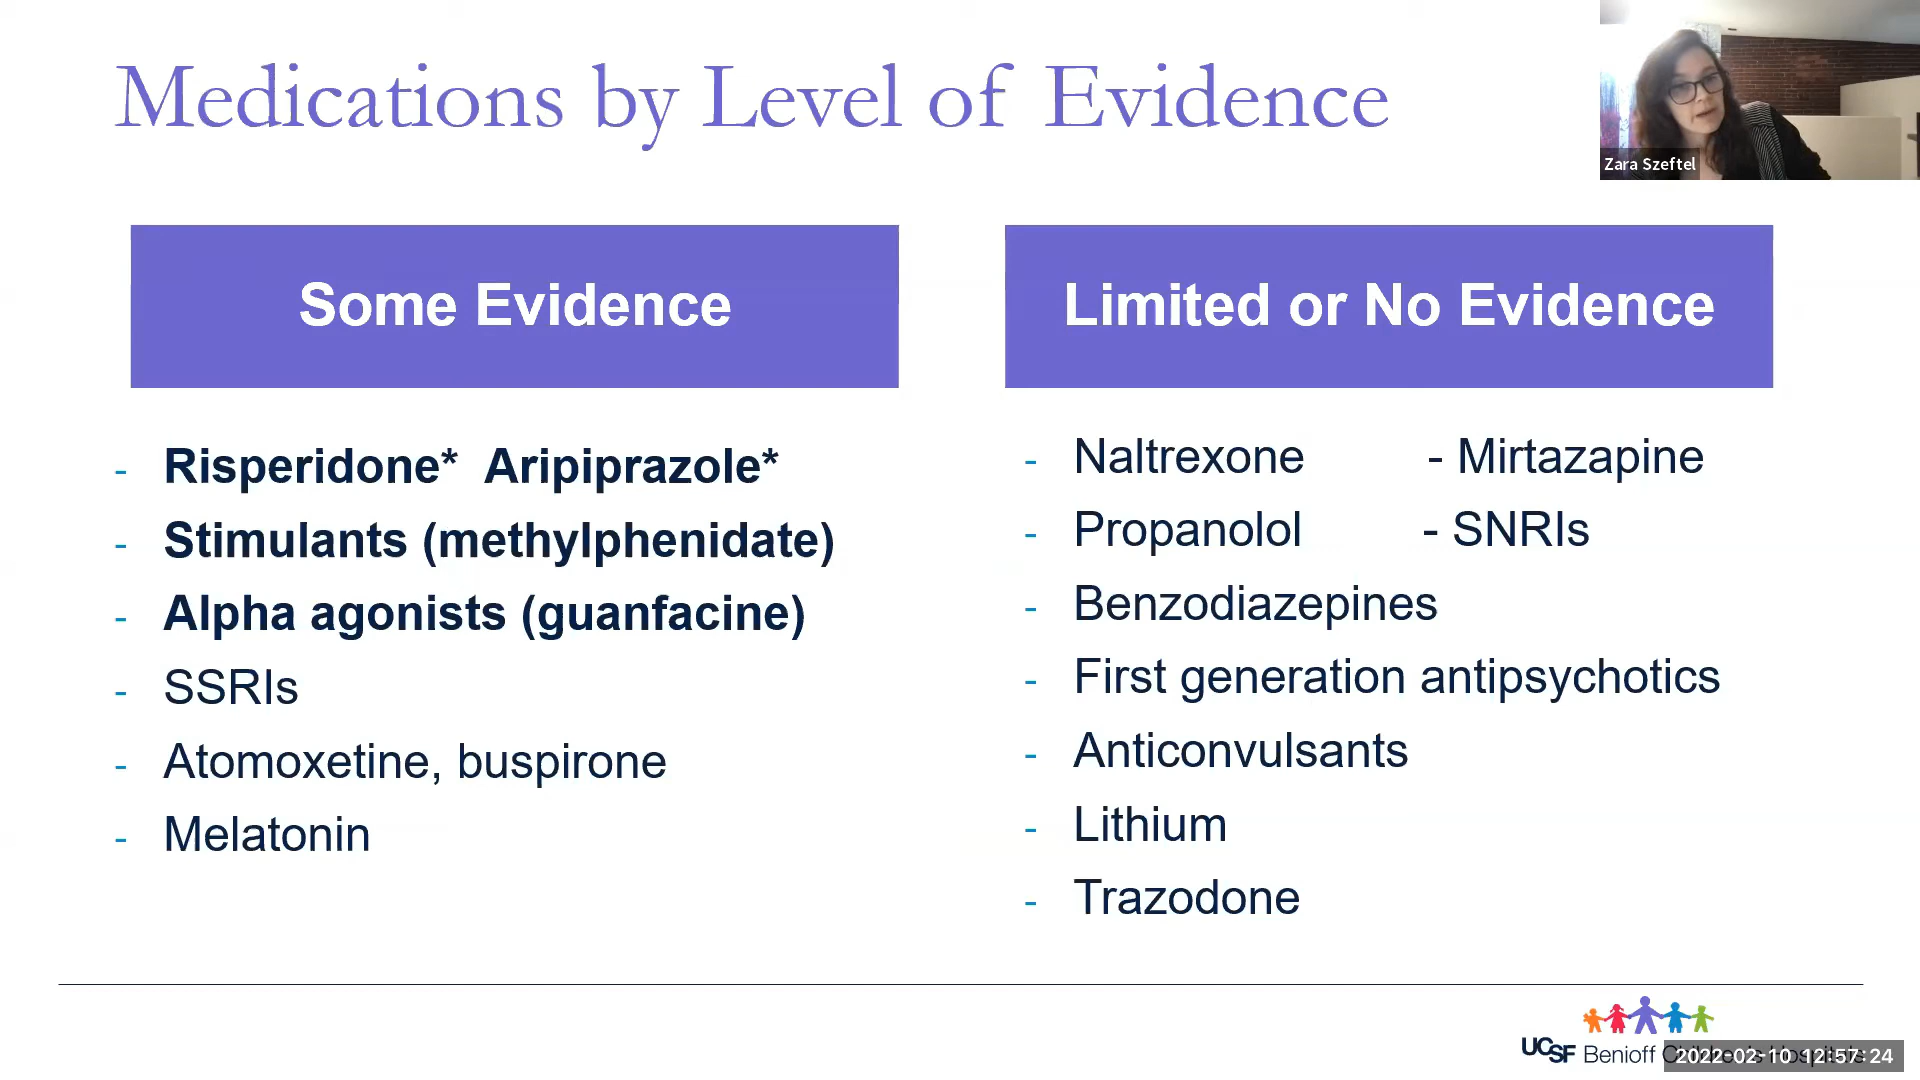 Medications by Level of Evidence
Zara Szeftel
Some Evidence
- Risperidone* Aripiprazole*
- Stimulants (methylphenidate)
- Alpha agonists (guanfacine)
- SSRIs
- Atomoxetine, buspirone
- Melatonin
Limited or No Evidence
- Naltrexone - Mirtazapine
- Propanolol - SNRIs
- Benzodiazepines
- First generation antipsychotics
- Anticonvulsants
- Lithium
- Trazodone
UCSF Benioff Children's Hospitals
2022-02-10 12:57:24